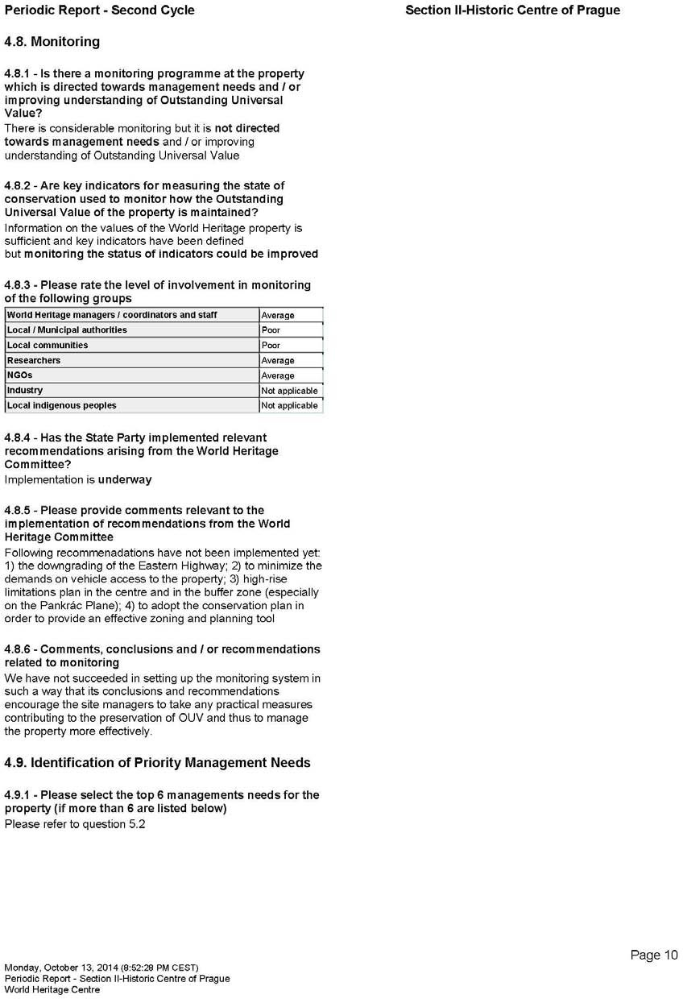 Periodic Report - Second Cycle
Section II-Historic Centre of Prague
4.8. Monitoring
4.8.1 - Is there a monitoring programme at the property
which is directed towards management needs and / or
improving understanding of Outstanding Universal
Value?
There is considerable monitoring but it is not directed
towards management needs and / or improving
understanding of Outstanding Universal Value
4.8.2 - Are key indicators for measuring the state of
conservation used to monitor how the Outstanding
Universal Value of the property is maintained?
Information on the values of the World Heritage property is
sufficient and key indicators have been defined
but monitoring the status of indicators could be improved
4.8.3 - Please rate the level of involvement in monitoring
of the following groups
World Heritage managers / coordinators and staff Average
Local / Municipal authorities Poor
Local communities Poor
Researchers Average
NGOs Average
Industry Not applicable
Local indigenous peoples Not applicable
4.8.4 - Has the State Party implemented relevant
recommendations arising from the World Heritage
Committee?
Implementation is underway
4.8.5 - Please provide comments relevant to the
implementation of recommendations from the World
Heritage Committee
Following recommenadations have not been implemented yet:
1) the downgrading of the Eastern Highway; 2) to minimize the
demands on vehicle access to the property; 3) high-rise
limitations plan in the centre and in the buffer zone (especially
on the Pankrác Plane); 4) to adopt the conservation plan in
order to provide an effective zoning and planning tool
4.8.6 - Comments, conclusions and / or recommendations
related to monitoring
We have not succeeded in setting up the monitoring system in
such a way that its conclusions and recommendations
encourage the site managers to take any practical measures
contributing to the preservation of OUV and thus to manage
the property more effectively.
4.9. Identification of Priority Management Needs
4.9.1 - Please select the top 6 managements needs for the
property (if more than 6 are listed below)
Please refer to question 5.2
Page 10
Monday, October 13, 2014 (8:52:28 PM CEST)
Periodic Report - Section II-Historic Centre of Prague
World Heritage Centre